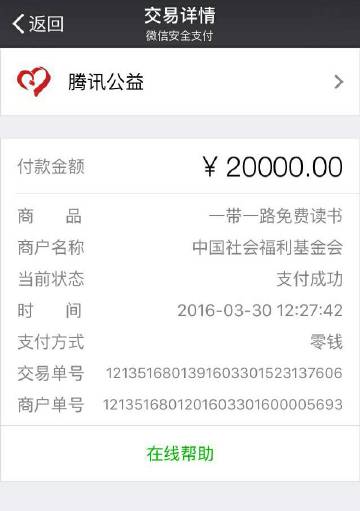 返回
交易详情
微信安全支付
腾讯公益
付款金额 ¥ 20000.00
商 品 一带一路免费读书
商户名称 中国社会福利基金会
当前状态 支付成功
时 间 2016-03-30 12:27:42
支付方式 零钱
交易单号 1213516801391603301523137606
商户单号 1213516801201603301600005693
在线帮助